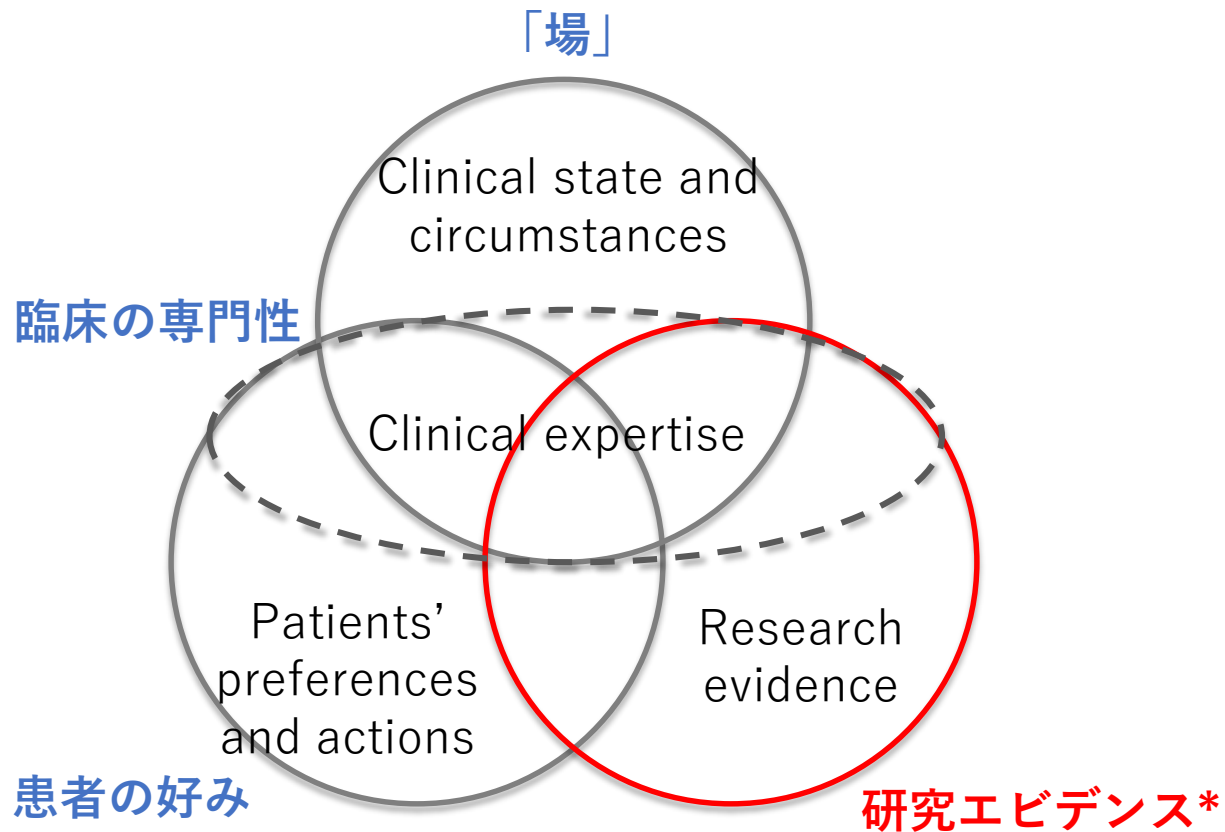 「場」
Clinical state and
circumstances
臨床の専門性
Clinical expertise
Patients’
preferences
and actions
Research
evidence
患者の好み
研究エビデンス*